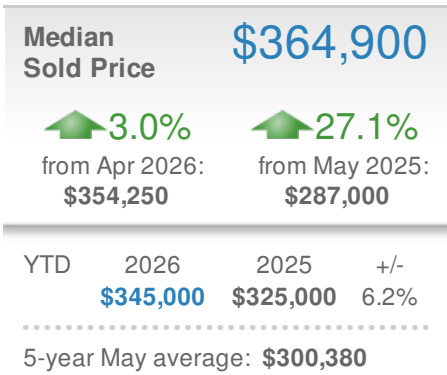 Median
Sold Price
$364,900
3.0%
27.1%
from Apr 2026:
from May 2025:
$354,250
$287,000
YTD 2026 2025 +/-
$345,000 $325,000 6.2%
5-year May average: $300,380